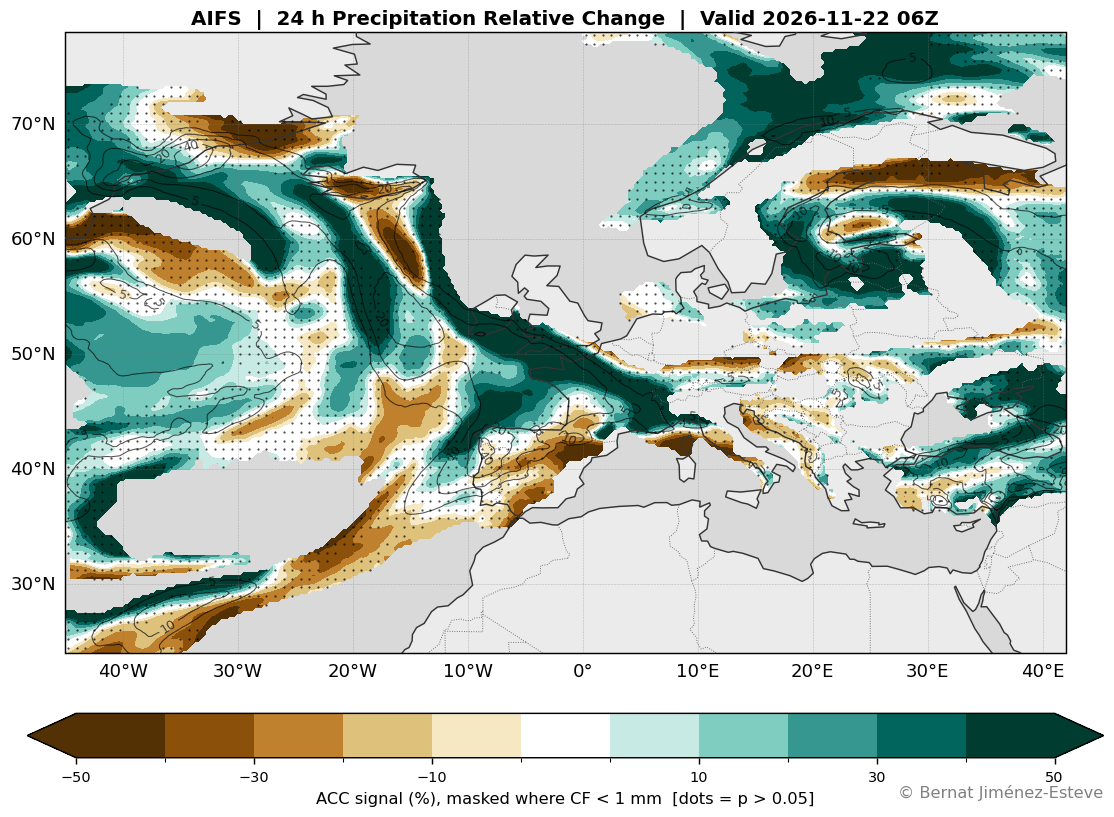 AIFS | 24 h Precipitation Relative Change | Valid 2026-11-22 06Z
70°N
60°N
50°N
40°N
30°N
40°W 30°W 20°W 10°W 0° 10°E 20°E 30°E 40°E
−50 −30 −10 10 30 50
ACC signal (%), masked where CF < 1 mm [dots = p > 0.05]
© Bernat Jiménez-Esteve